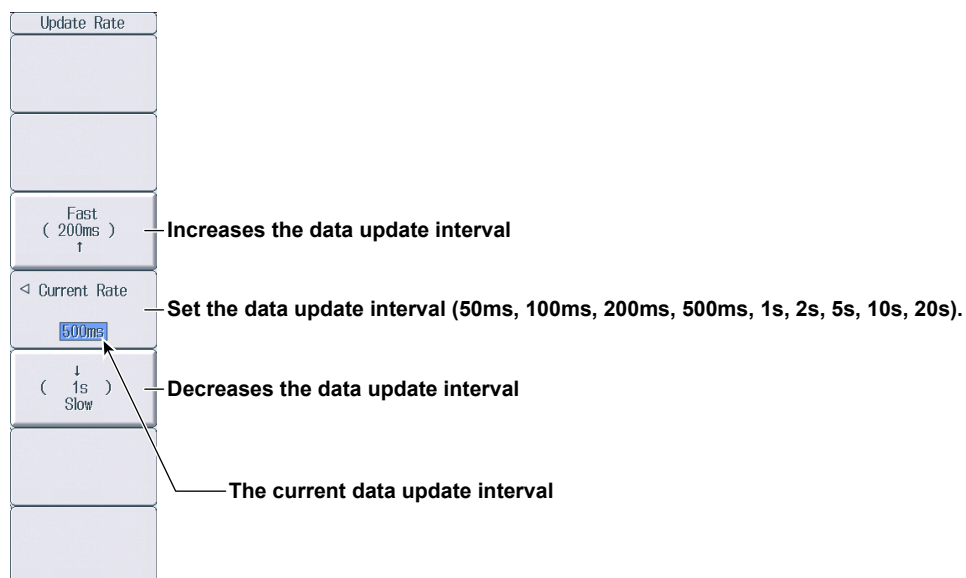 Update Rate
Fast
( 200ms )
↑
Increases the data update interval
◁ Current Rate
500ms
Set the data update interval (50ms, 100ms, 200ms, 500ms, 1s, 2s, 5s, 10s, 20s).
↓
( 1s )
Slow
Decreases the data update interval
The current data update interval